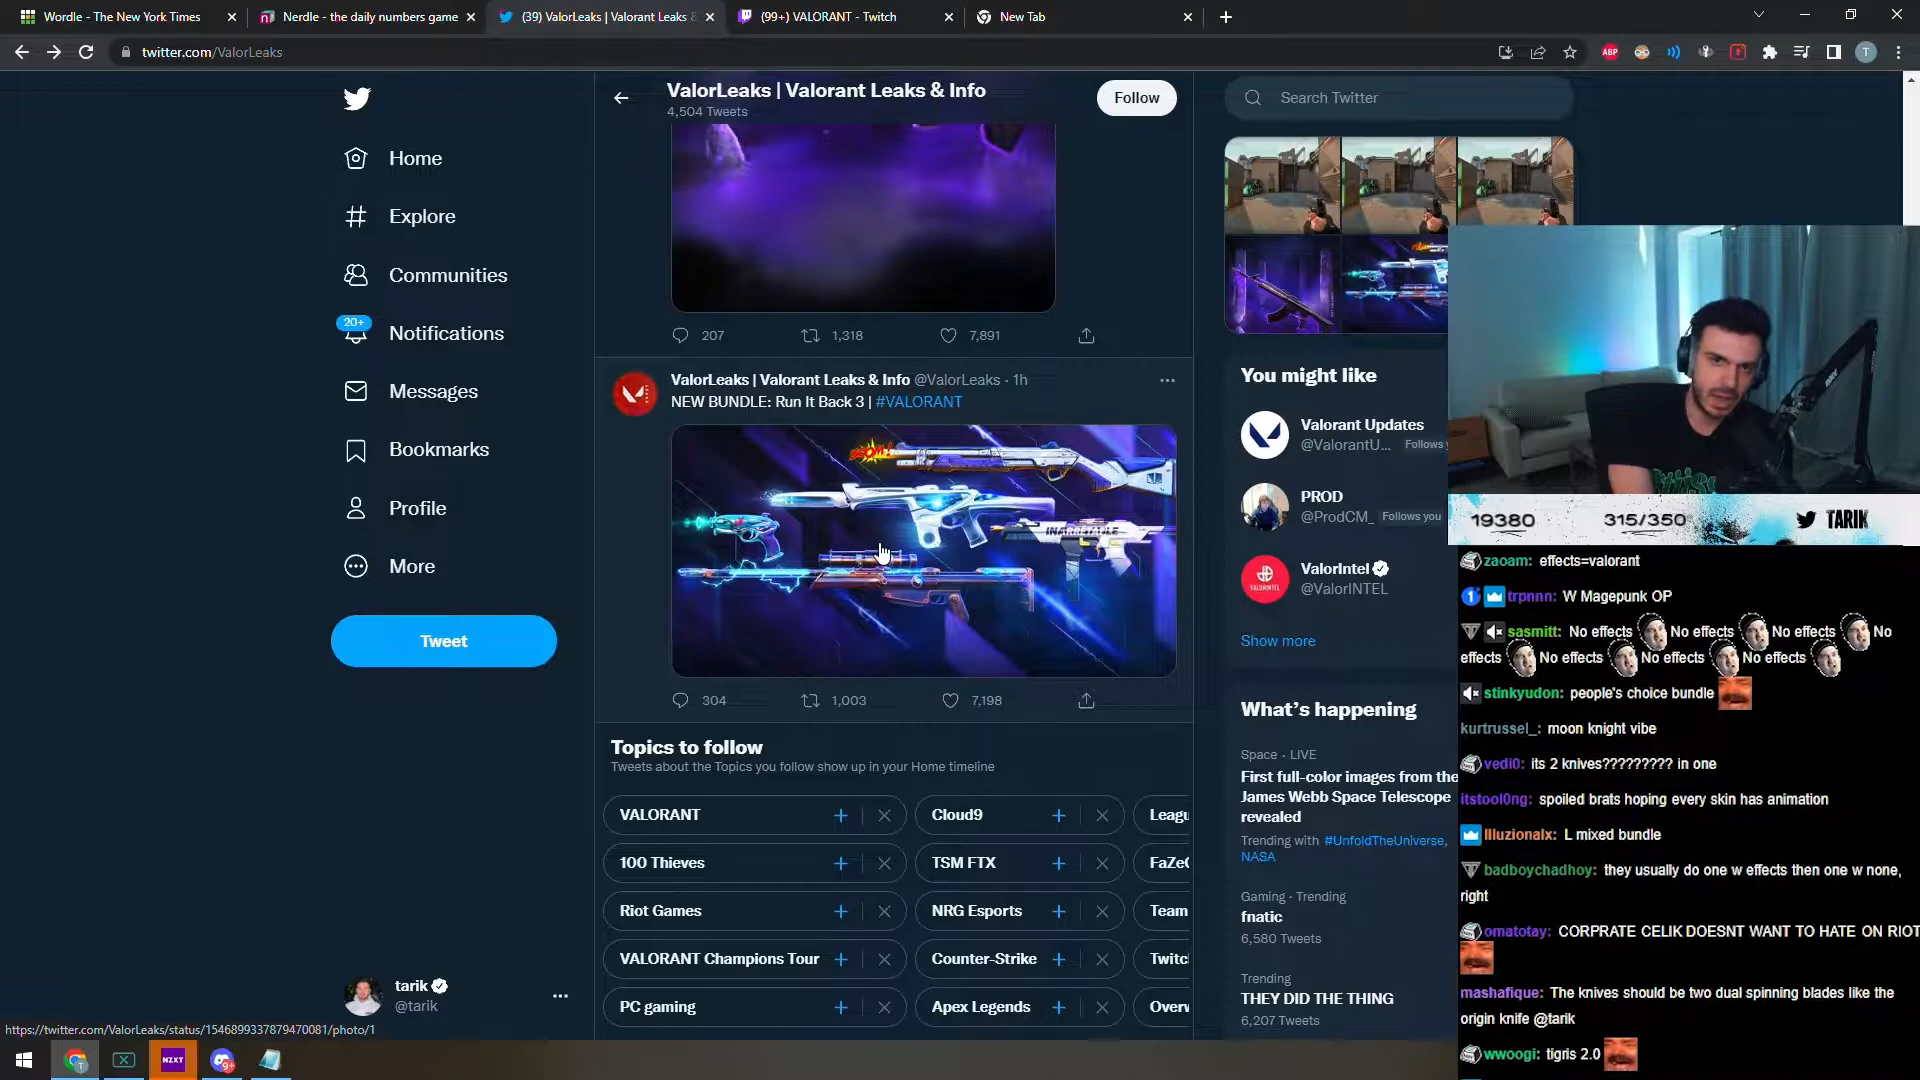 Wordle - The New York Times
Nerdle - the daily numbers game
(39) ValorLeaks | Valorant Leaks &
(99+) VALORANT - Twitch
New Tab
twitter.com/ValorLeaks
ABP
T
ValorLeaks | Valorant Leaks & Info
4,504 Tweets
Follow
Search Twitter
Home
Explore
Communities
20+
Notifications
Messages
Bookmarks
Profile
More
Tweet
207
1,318
7,891
ValorLeaks | Valorant Leaks & Info @ValorLeaks · 1h
NEW BUNDLE: Run It Back 3 | #VALORANT
BOOM!
304
1,003
7,198
Topics to follow
Tweets about the Topics you follow show up in your Home timeline
VALORANT
Cloud9
Leagu
100 Thieves
TSM FTX
FaZeC
Riot Games
NRG Esports
Team
VALORANT Champions Tour
Counter-Strike
Twitc
PC gaming
Apex Legends
Overv
You might like
Valorant Updates
@ValorantU... Follows y
PROD
@ProdCM_ Follows you
ValorIntel
@ValorINTEL
Show more
What's happening
Space · LIVE
First full-color images from the
James Webb Space Telescope
revealed
Trending with #UnfoldTheUniverse,
NASA
Gaming · Trending
fnatic
6,580 Tweets
Trending
THEY DID THE THING
6,207 Tweets
RODE
19380
315/350
TARIK
zaoam: effects=valorant
trpnnn: W Magepunk OP
sasmitt: No effects No effects No effects No
effects No effects No effects No effects
stinkyudon: people's choice bundle
kurtrussel_: moon knight vibe
vedi0: its 2 knives????????? in one
itstool0ng: spoiled brats hoping every skin has animation
Illuzionalx: L mixed bundle
badboychadhoy: they usually do one w effects then one w none,
right
omatotay: CORPRATE CELIK DOESNT WANT TO HATE ON RIOT
mashafique: The knives should be two dual spinning blades like the
origin knife @tarik
wwoogi: tigris 2.0
tarik
@tarik
https://twitter.com/ValorLeaks/status/1546899337879470081/photo/1
NZXT
9+